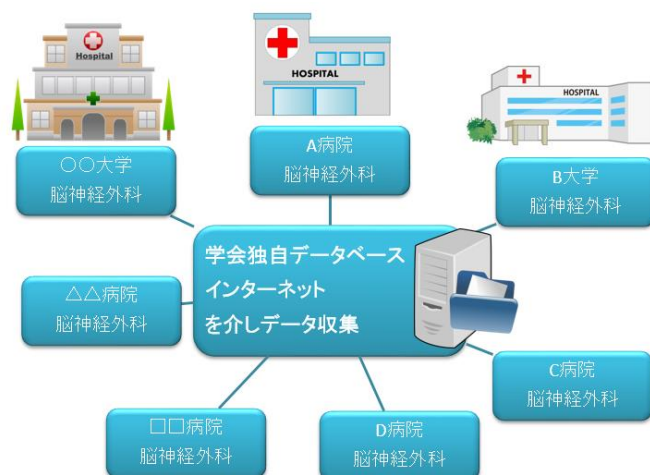 Hospital
HOSPITAL
HOSPITAL
○○大学
脳神経外科
A病院
脳神経外科
B大学
脳神経外科
学会独自データベース
インターネット
を介しデータ収集
△△病院
脳神経外科
C病院
脳神経外科
□□病院
脳神経外科
D病院
脳神経外科